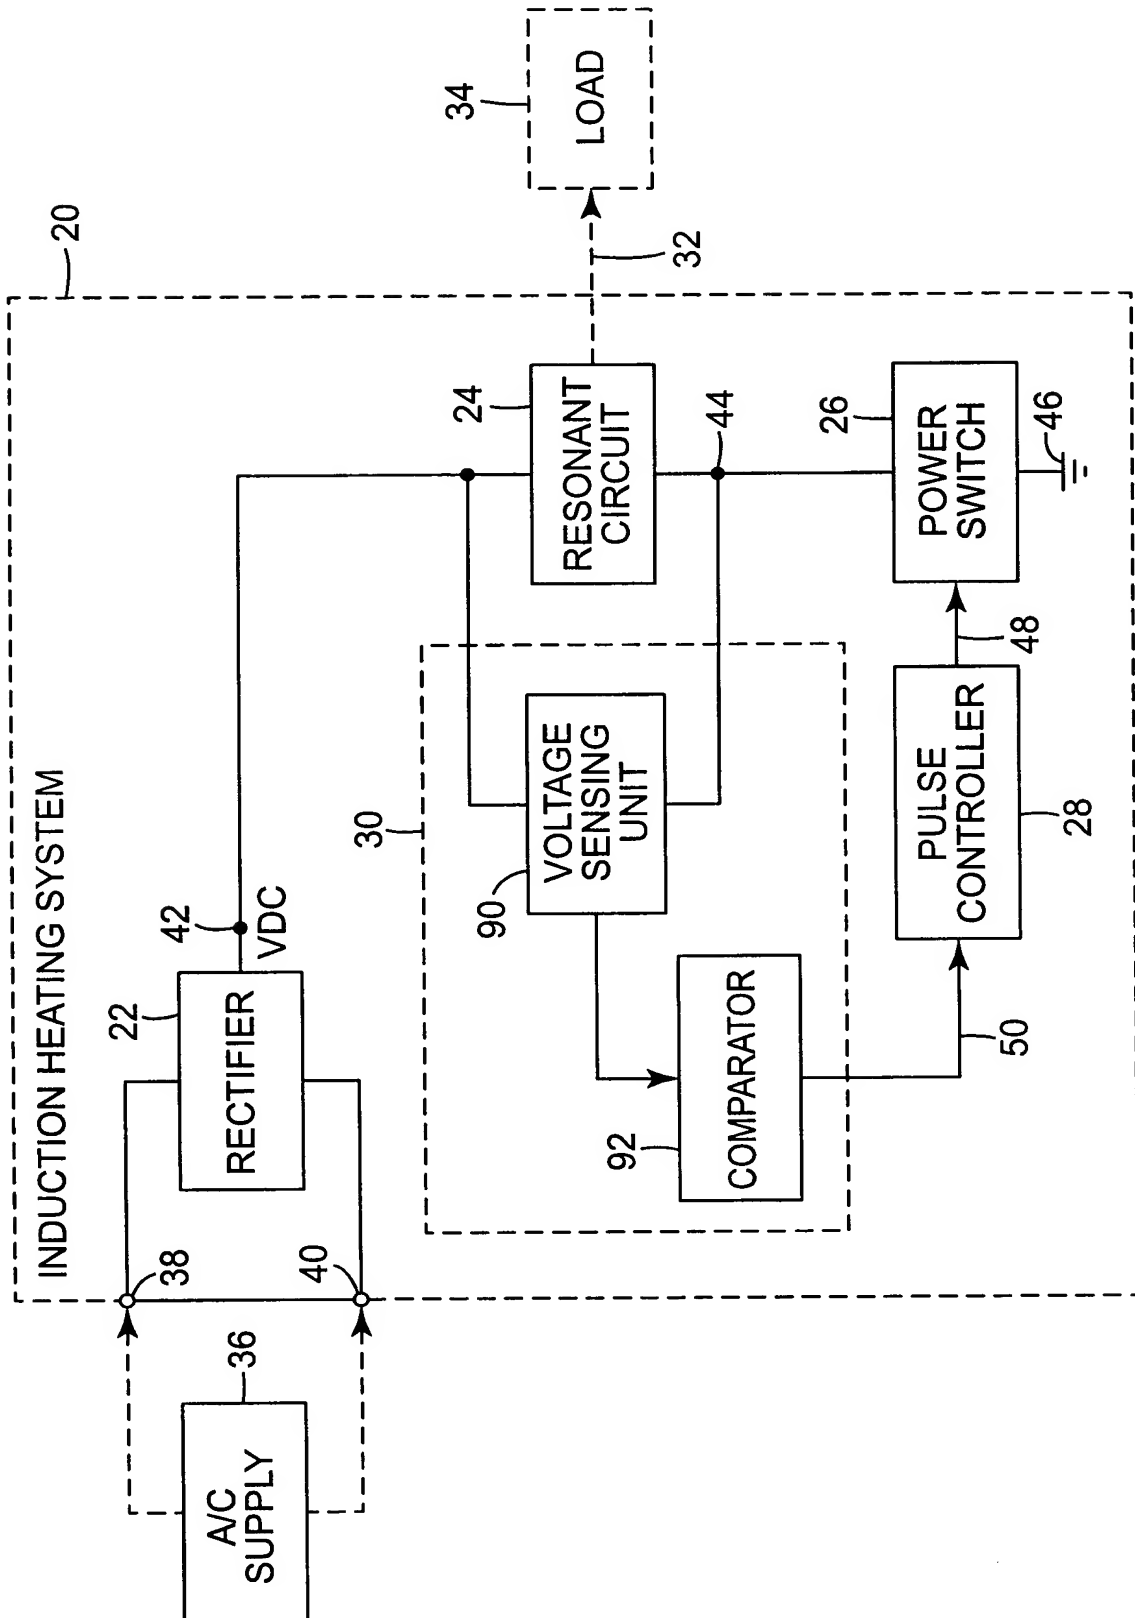 INDUCTION HEATING SYSTEM
20
A/C
SUPPLY
36
38
40
RECTIFIER
22
42
VDC
30
VOLTAGE
SENSING
UNIT
90
COMPARATOR
92
RESONANT
CIRCUIT
24
44
32
LOAD
34
50
PULSE
CONTROLLER
28
48
POWER
SWITCH
26
46